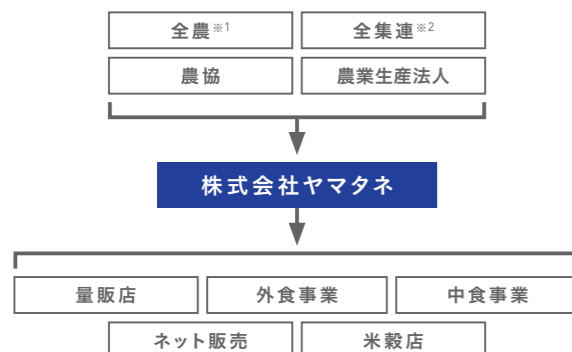 全農※1
全集連※2
農協
農業生産法人
株式会社ヤマタネ
量販店
外食事業
中食事業
ネット販売
米穀店